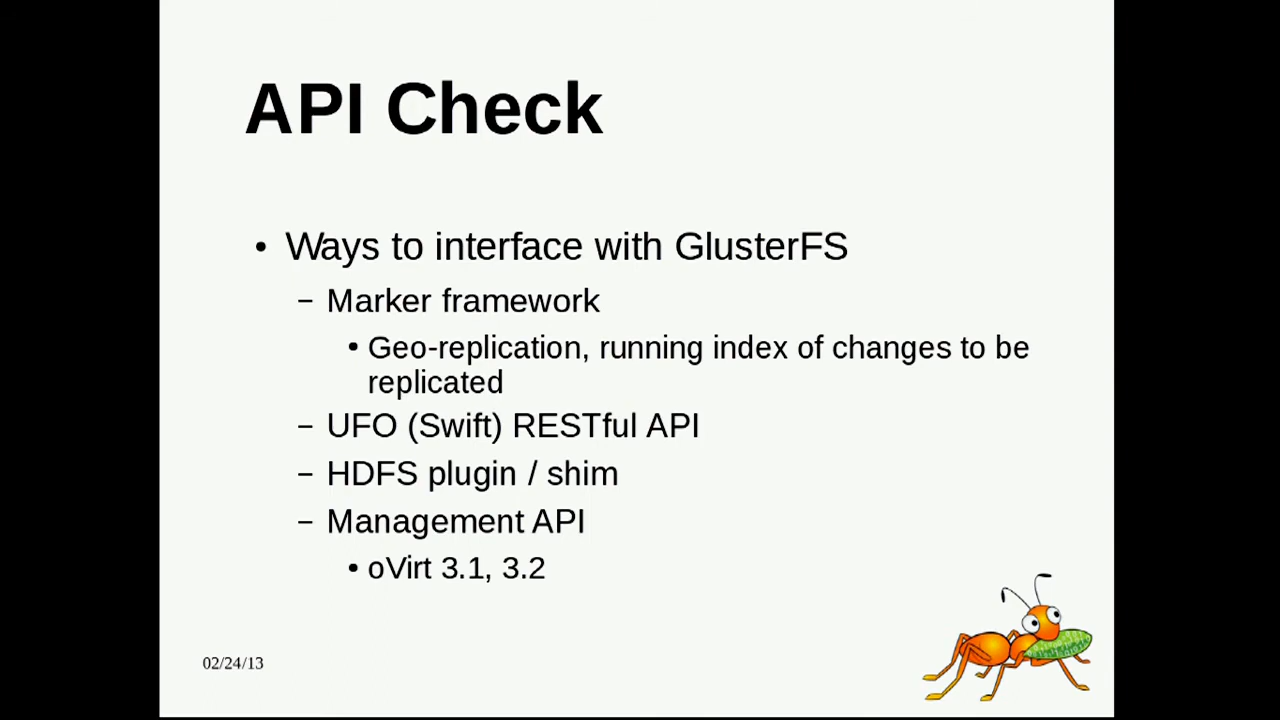 API Check
• Ways to interface with GlusterFS
– Marker framework
• Geo-replication, running index of changes to be
replicated
– UFO (Swift) RESTful API
– HDFS plugin / shim
– Management API
• oVirt 3.1, 3.2
02/24/13